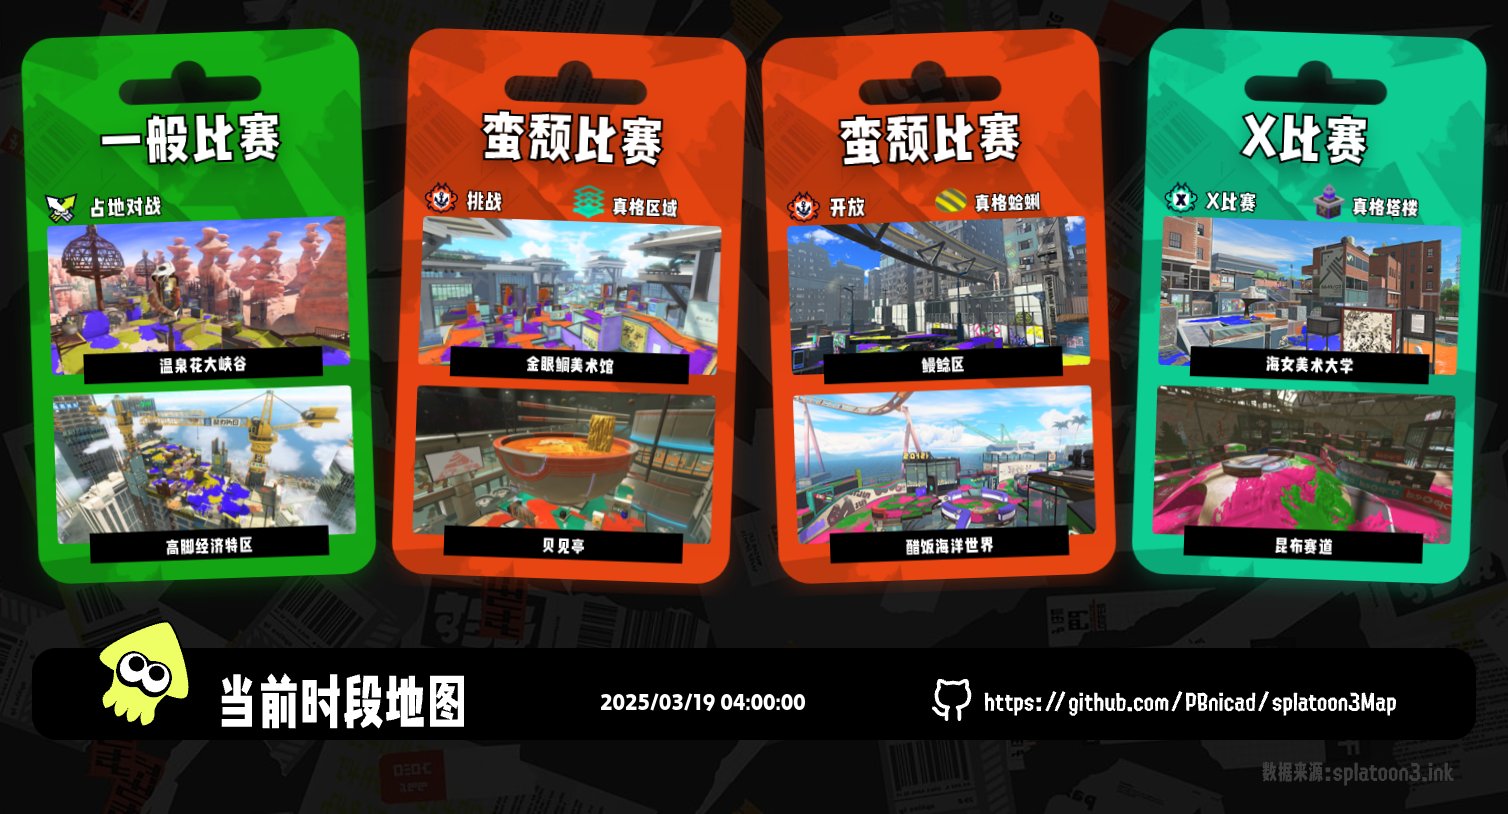 一般比赛
占地对战
温泉花大峡谷
高脚经济特区
蛮颓比赛
挑战
真格区域
金眼鲷美术馆
贝见亭
蛮颓比赛
开放
真格蛤蜊
鳗鲶区
醋饭海洋世界
X比赛
X比赛
真格塔楼
海女美术大学
昆布赛道
当前时段地图
2025/03/19 04:00:00
https://github.com/PBnicad/splatoon3Map
数据来源:splatoon3.ink